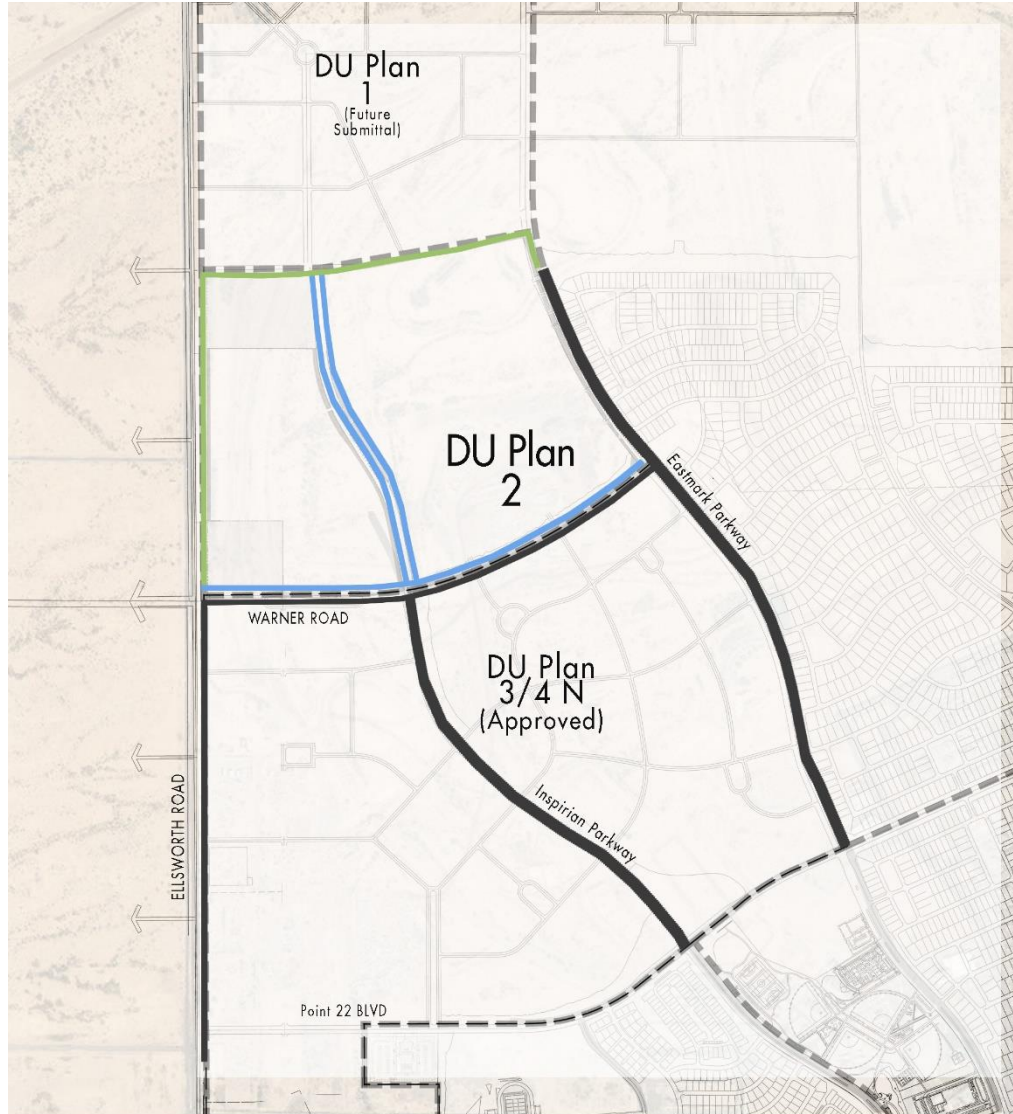 DU Plan
1
(Future
Submittal)
DU Plan
2
Eastmark Parkway
WARNER ROAD
DU Plan
3/4 N
(Approved)
ELLSWORTH ROAD
Inspirian Parkway
Point 22 BLVD